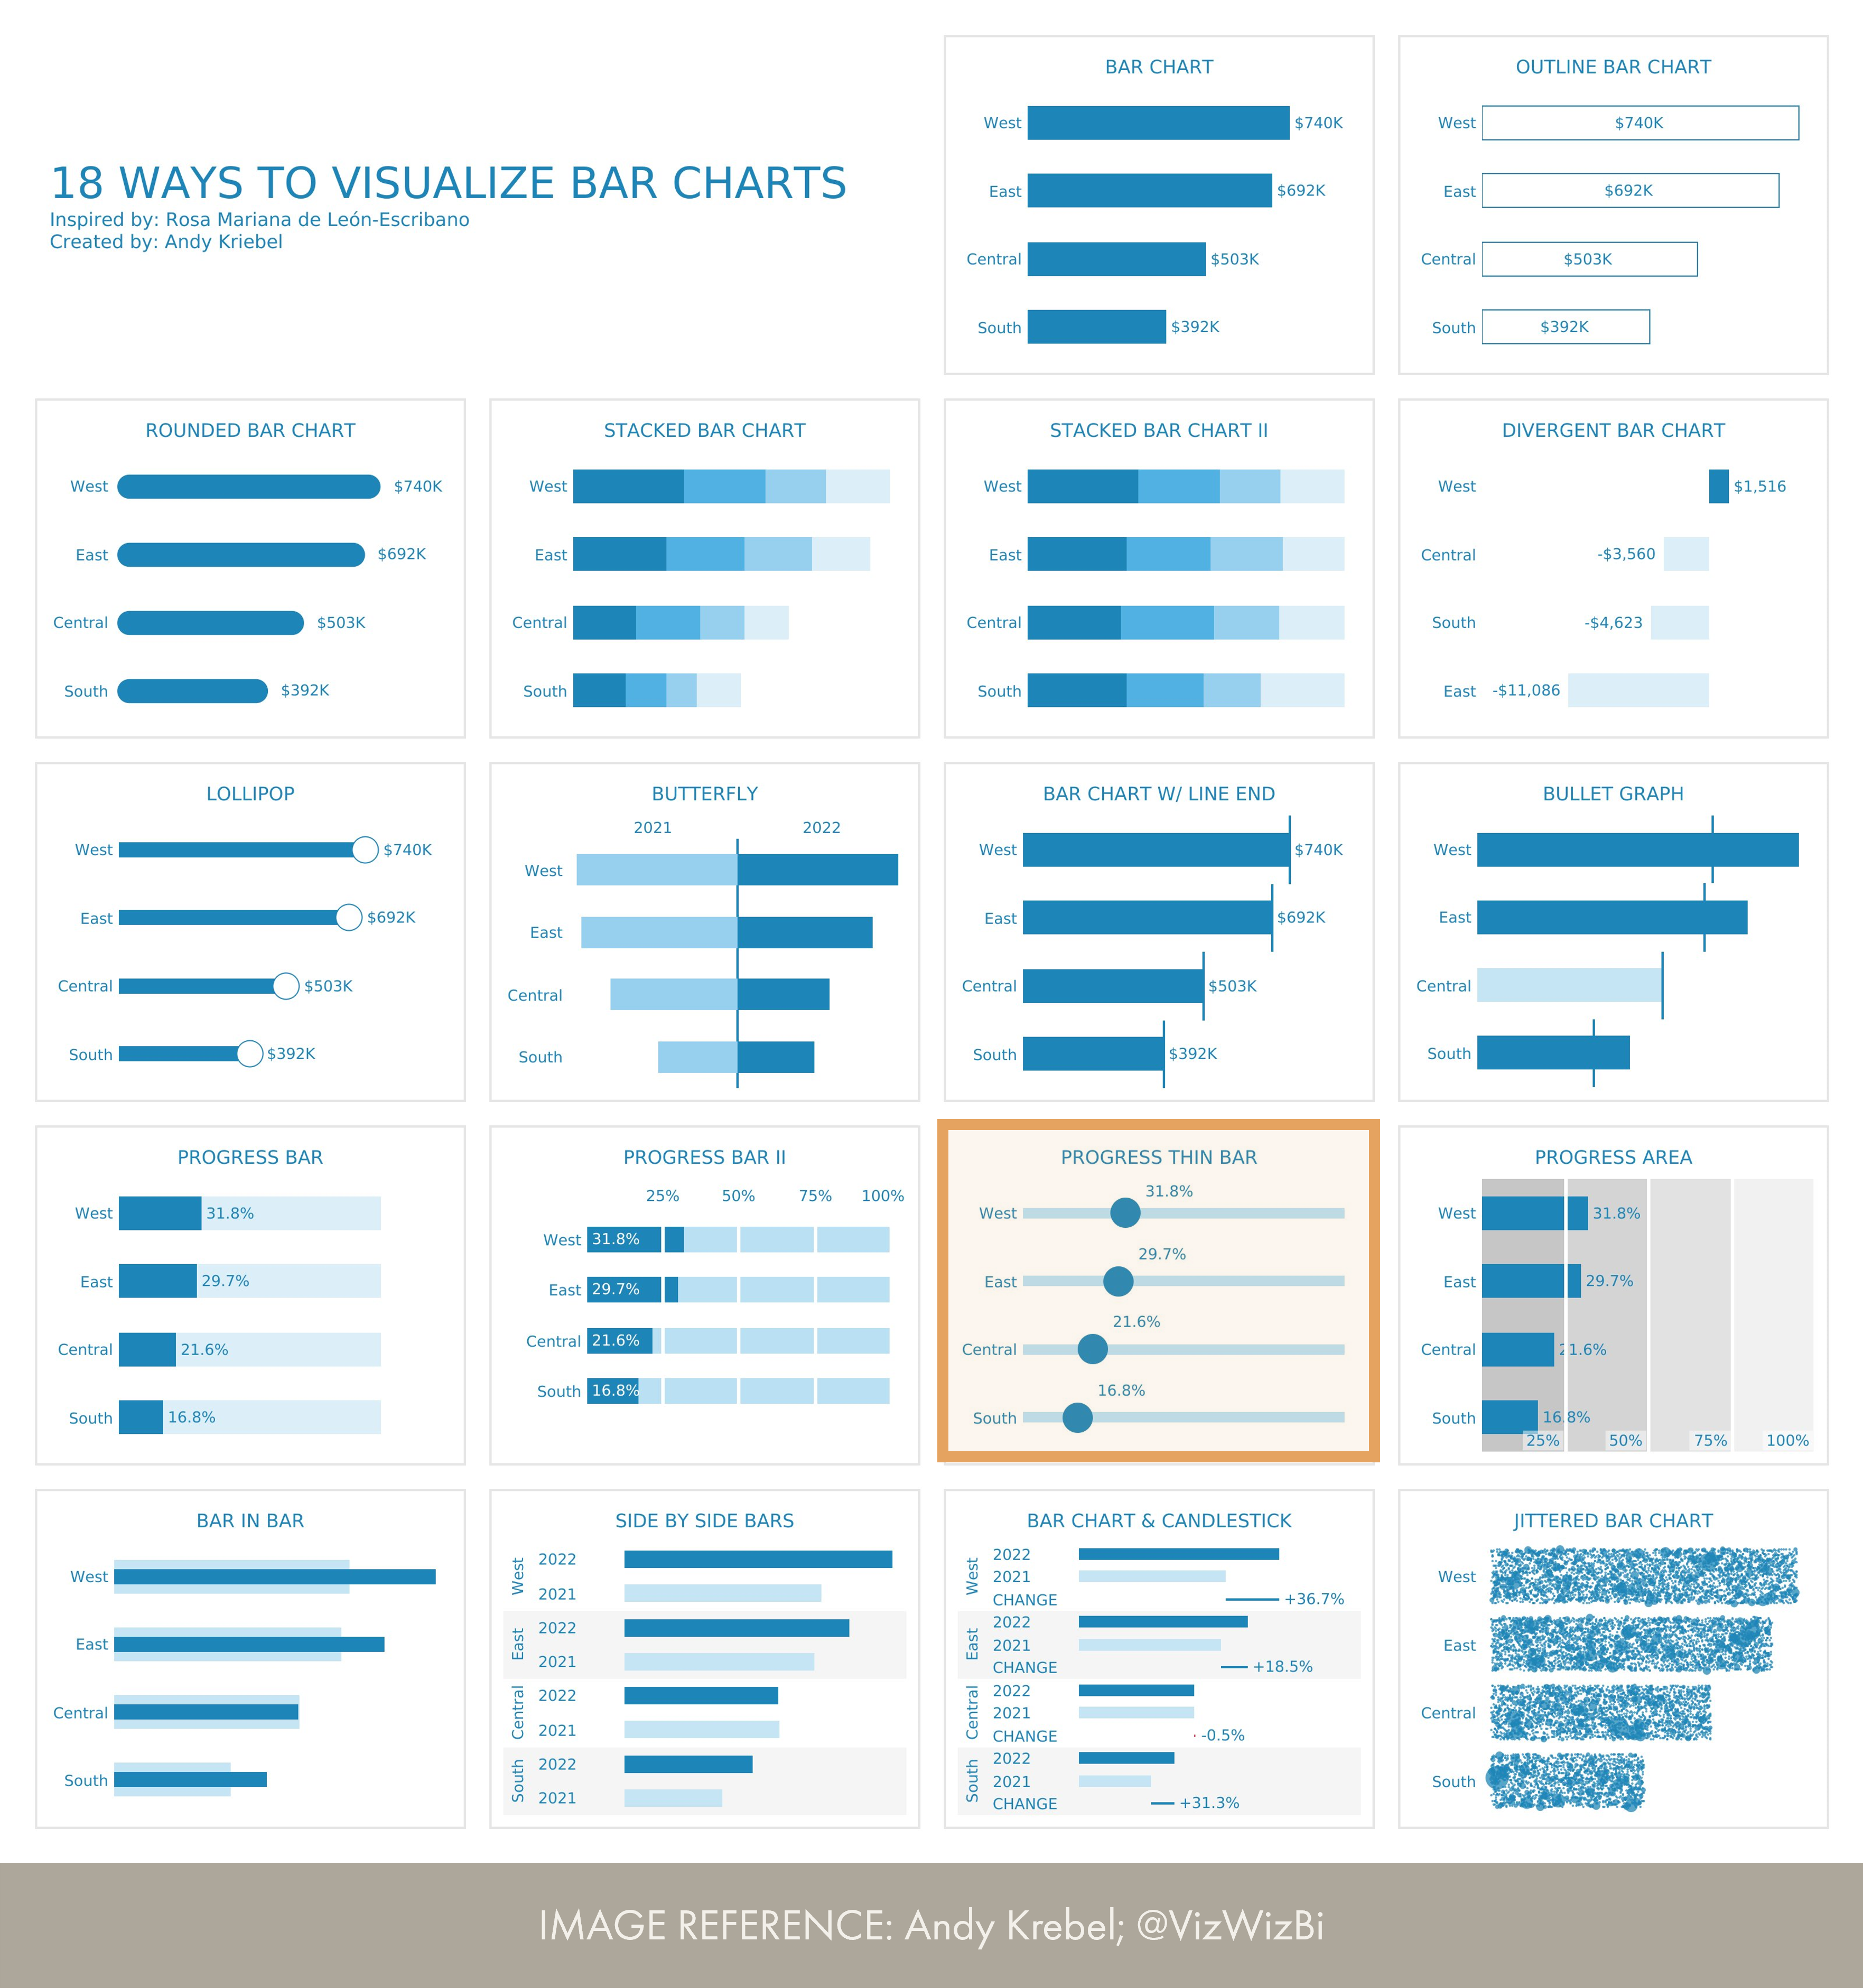 18 WAYS TO VISUALIZE BAR CHARTS
Inspired by: Rosa Mariana de León-Escribano
Created by: Andy Kriebel
BAR CHART
West $740K
East $692K
Central $503K
South $392K
OUTLINE BAR CHART
West $740K
East $692K
Central $503K
South $392K
ROUNDED BAR CHART
West $740K
East $692K
Central $503K
South $392K
STACKED BAR CHART
West
East
Central
South
STACKED BAR CHART II
West
East
Central
South
DIVERGENT BAR CHART
West $1,516
Central -$3,560
South -$4,623
East -$11,086
LOLLIPOP
West $740K
East $692K
Central $503K
South $392K
BUTTERFLY
2021 2022
West
East
Central
South
BAR CHART W/ LINE END
West $740K
East $692K
Central $503K
South $392K
BULLET GRAPH
West
East
Central
South
PROGRESS BAR
West 31.8%
East 29.7%
Central 21.6%
South 16.8%
PROGRESS BAR II
25% 50% 75% 100%
West 31.8%
East 29.7%
Central 21.6%
South 16.8%
PROGRESS THIN BAR
31.8%
West
29.7%
East
21.6%
Central
16.8%
South
PROGRESS AREA
West 31.8%
East 29.7%
Central 21.6%
South 16.8%
25% 50% 75% 100%
BAR IN BAR
West
East
Central
South
SIDE BY SIDE BARS
West
2022
2021
East
2022
2021
Central
2022
2021
South
2022
2021
BAR CHART & CANDLESTICK
West
2022
2021
CHANGE +36.7%
East
2022
2021
CHANGE +18.5%
Central
2022
2021
CHANGE -0.5%
South
2022
2021
CHANGE +31.3%
JITTERED BAR CHART
West
East
Central
South
IMAGE REFERENCE: Andy Krebel; @VizWizBi